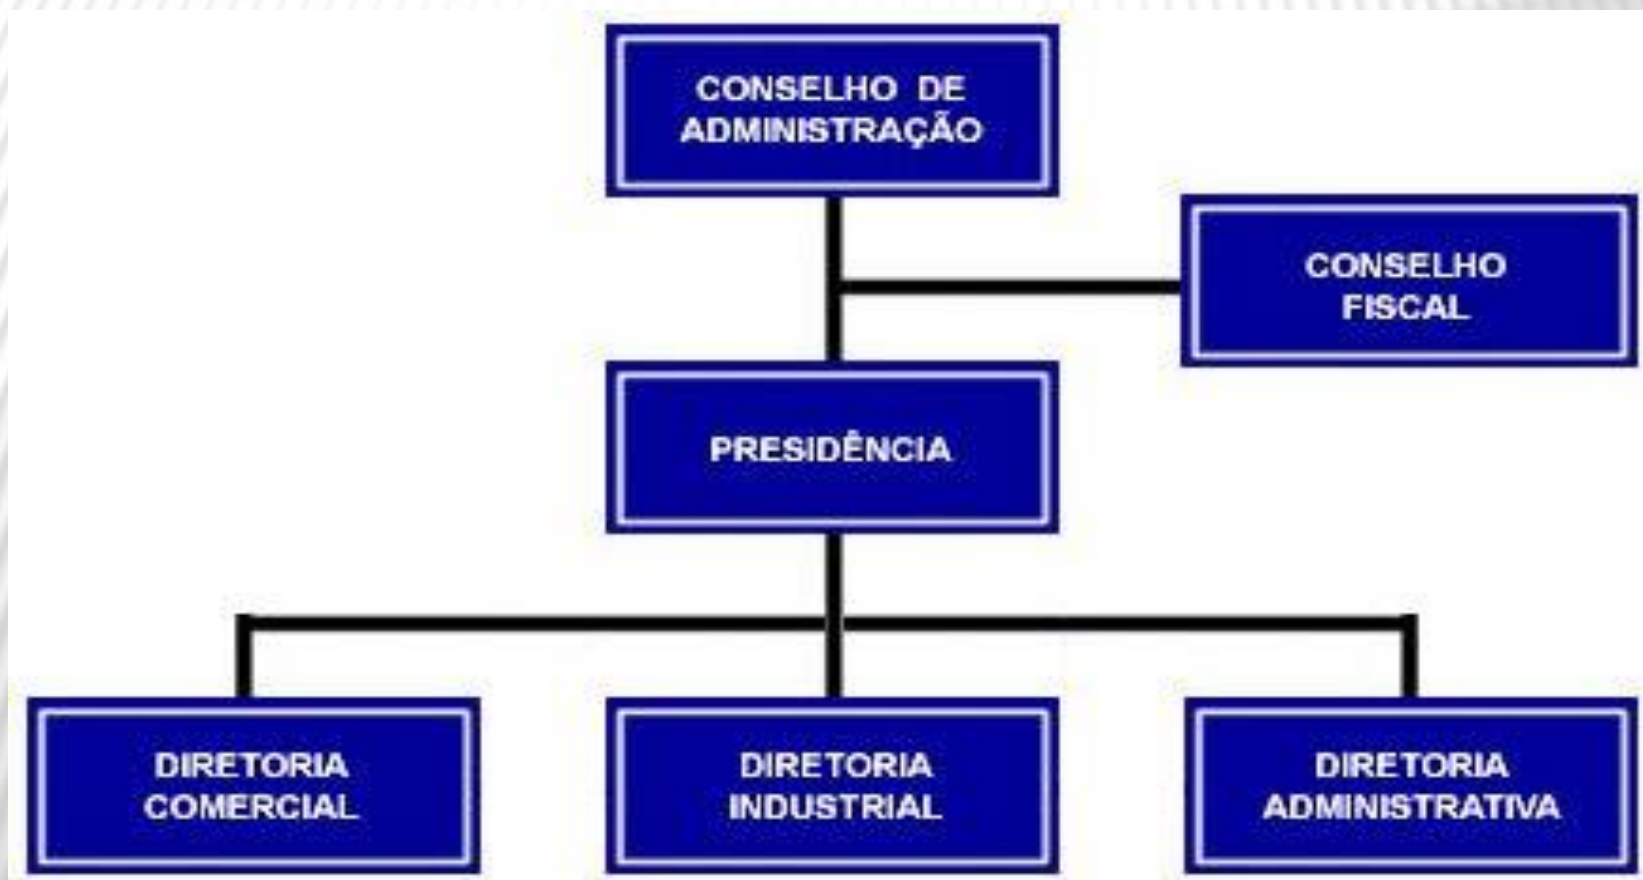 CONSELHO DE
ADMINISTRAÇÃO
CONSELHO
FISCAL
PRESIDÊNCIA
DIRETORIA
COMERCIAL
DIRETORIA
INDUSTRIAL
DIRETORIA
ADMINISTRATIVA